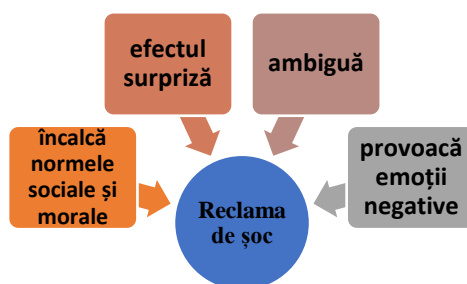 efectul
surpriză
ambiguă
încalcă
normele
sociale și
morale
provoacă
emoții
negative
Reclama
de șoc